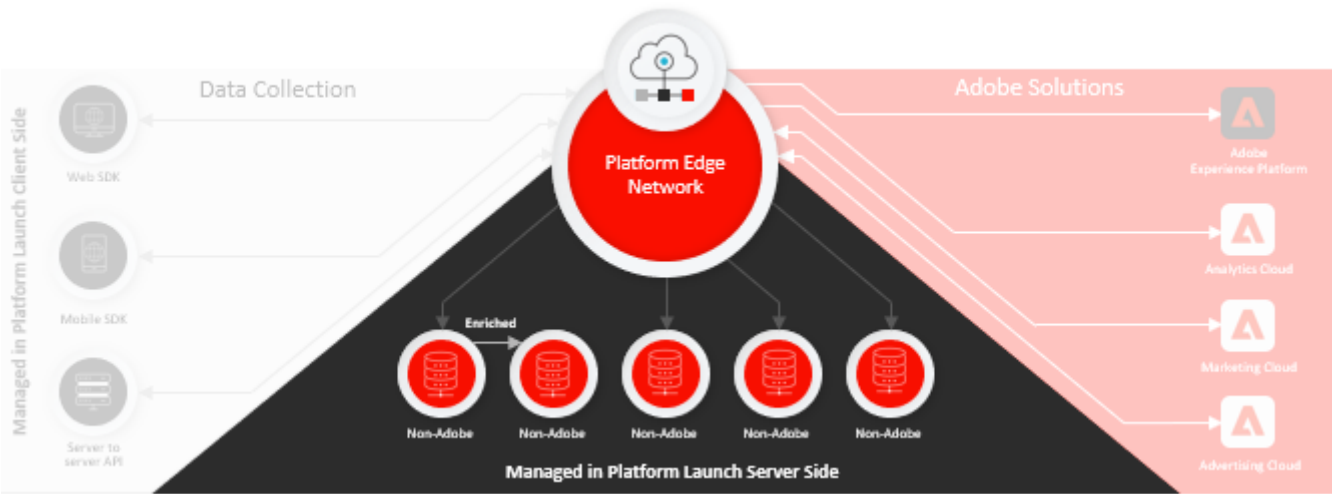 Data Collection
Adobe Solutions
Managed in Platform Launch Client Side
Web SDK
Mobile SDK
Server to
server API
Platform Edge
Network
Adobe
Experience Platform
Analytics Cloud
Marketing Cloud
Advertising Cloud
Enriched
Non-Adobe
Non-Adobe
Non-Adobe
Non-Adobe
Non-Adobe
Managed in Platform Launch Server Side